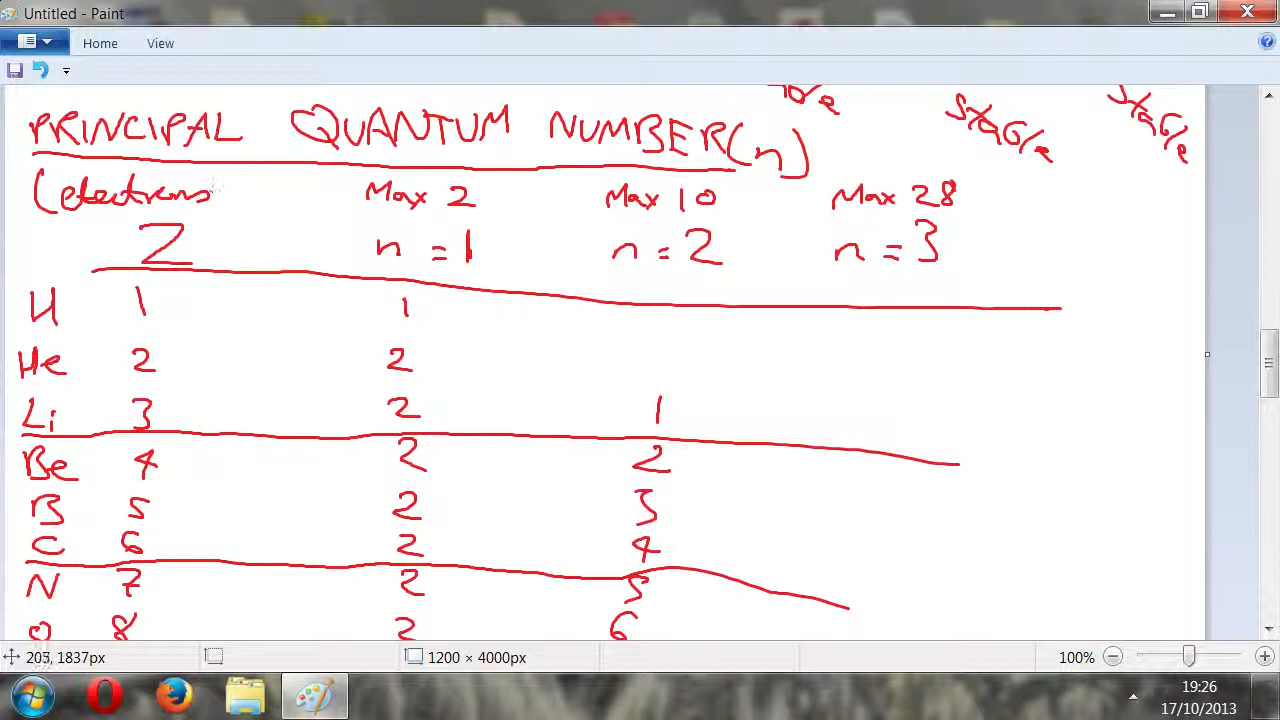 Untitled - Paint
Home View
PRINCIPAL QUANTUM NUMBER (n)
(electrons Max 2 Max 10 Max 28
Z n = 1 n = 2 n = 3
H 1 1
He 2 2
Li 3 2 1
Be 4 2 2
B 5 2 3
C 6 2 4
N 7 2 5
O 8 2 6
203, 1837px 1200 × 4000px 100%
19:26
17/10/2013